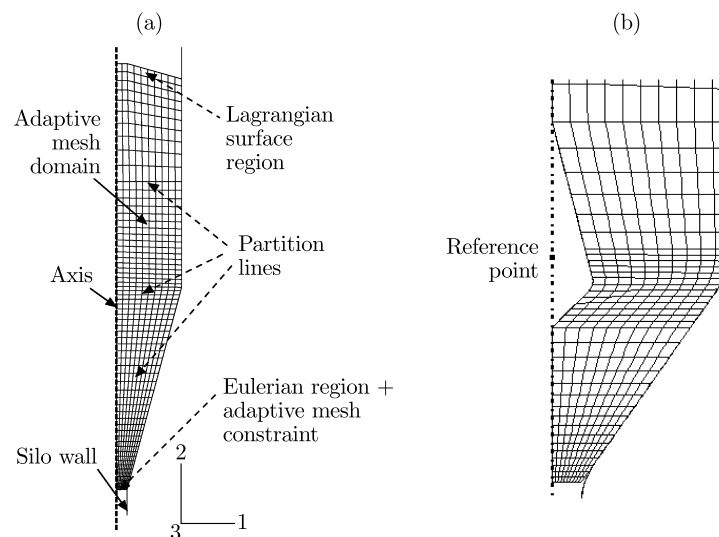 (a)
(b)
Lagrangian
surface
region
Adaptive
mesh
domain
Partition
lines
Axis
Eulerian region +
adaptive mesh
constraint
Silo wall
2
3
1
Reference
point